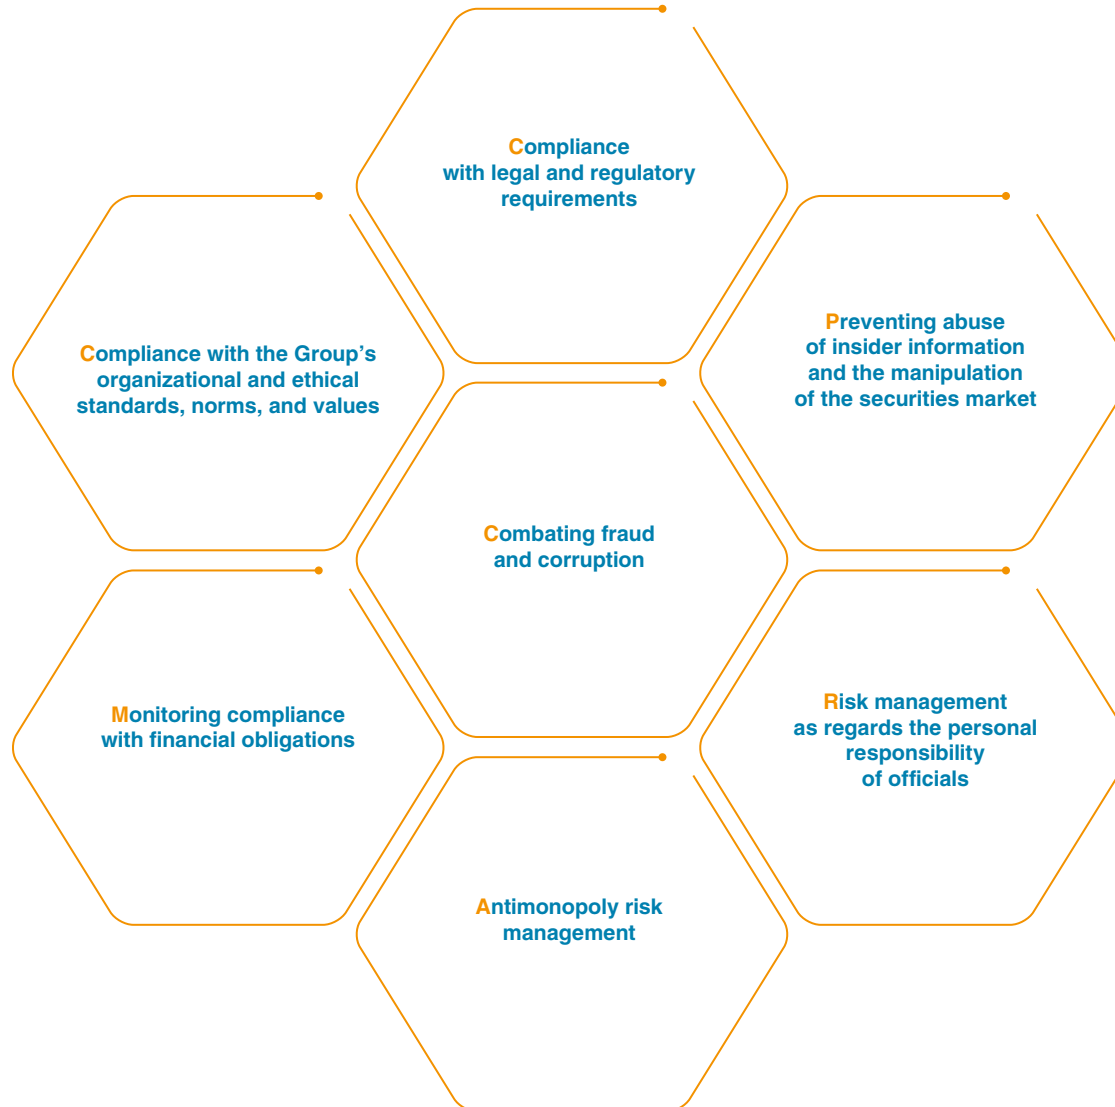 Compliance
with legal and regulatory
requirements
Compliance with the Group’s
organizational and ethical
standards, norms, and values
Preventing abuse
of insider information
and the manipulation
of the securities market
Combating fraud
and corruption
Monitoring compliance
with financial obligations
Risk management
as regards the personal
responsibility
of officials
Antimonopoly risk
management